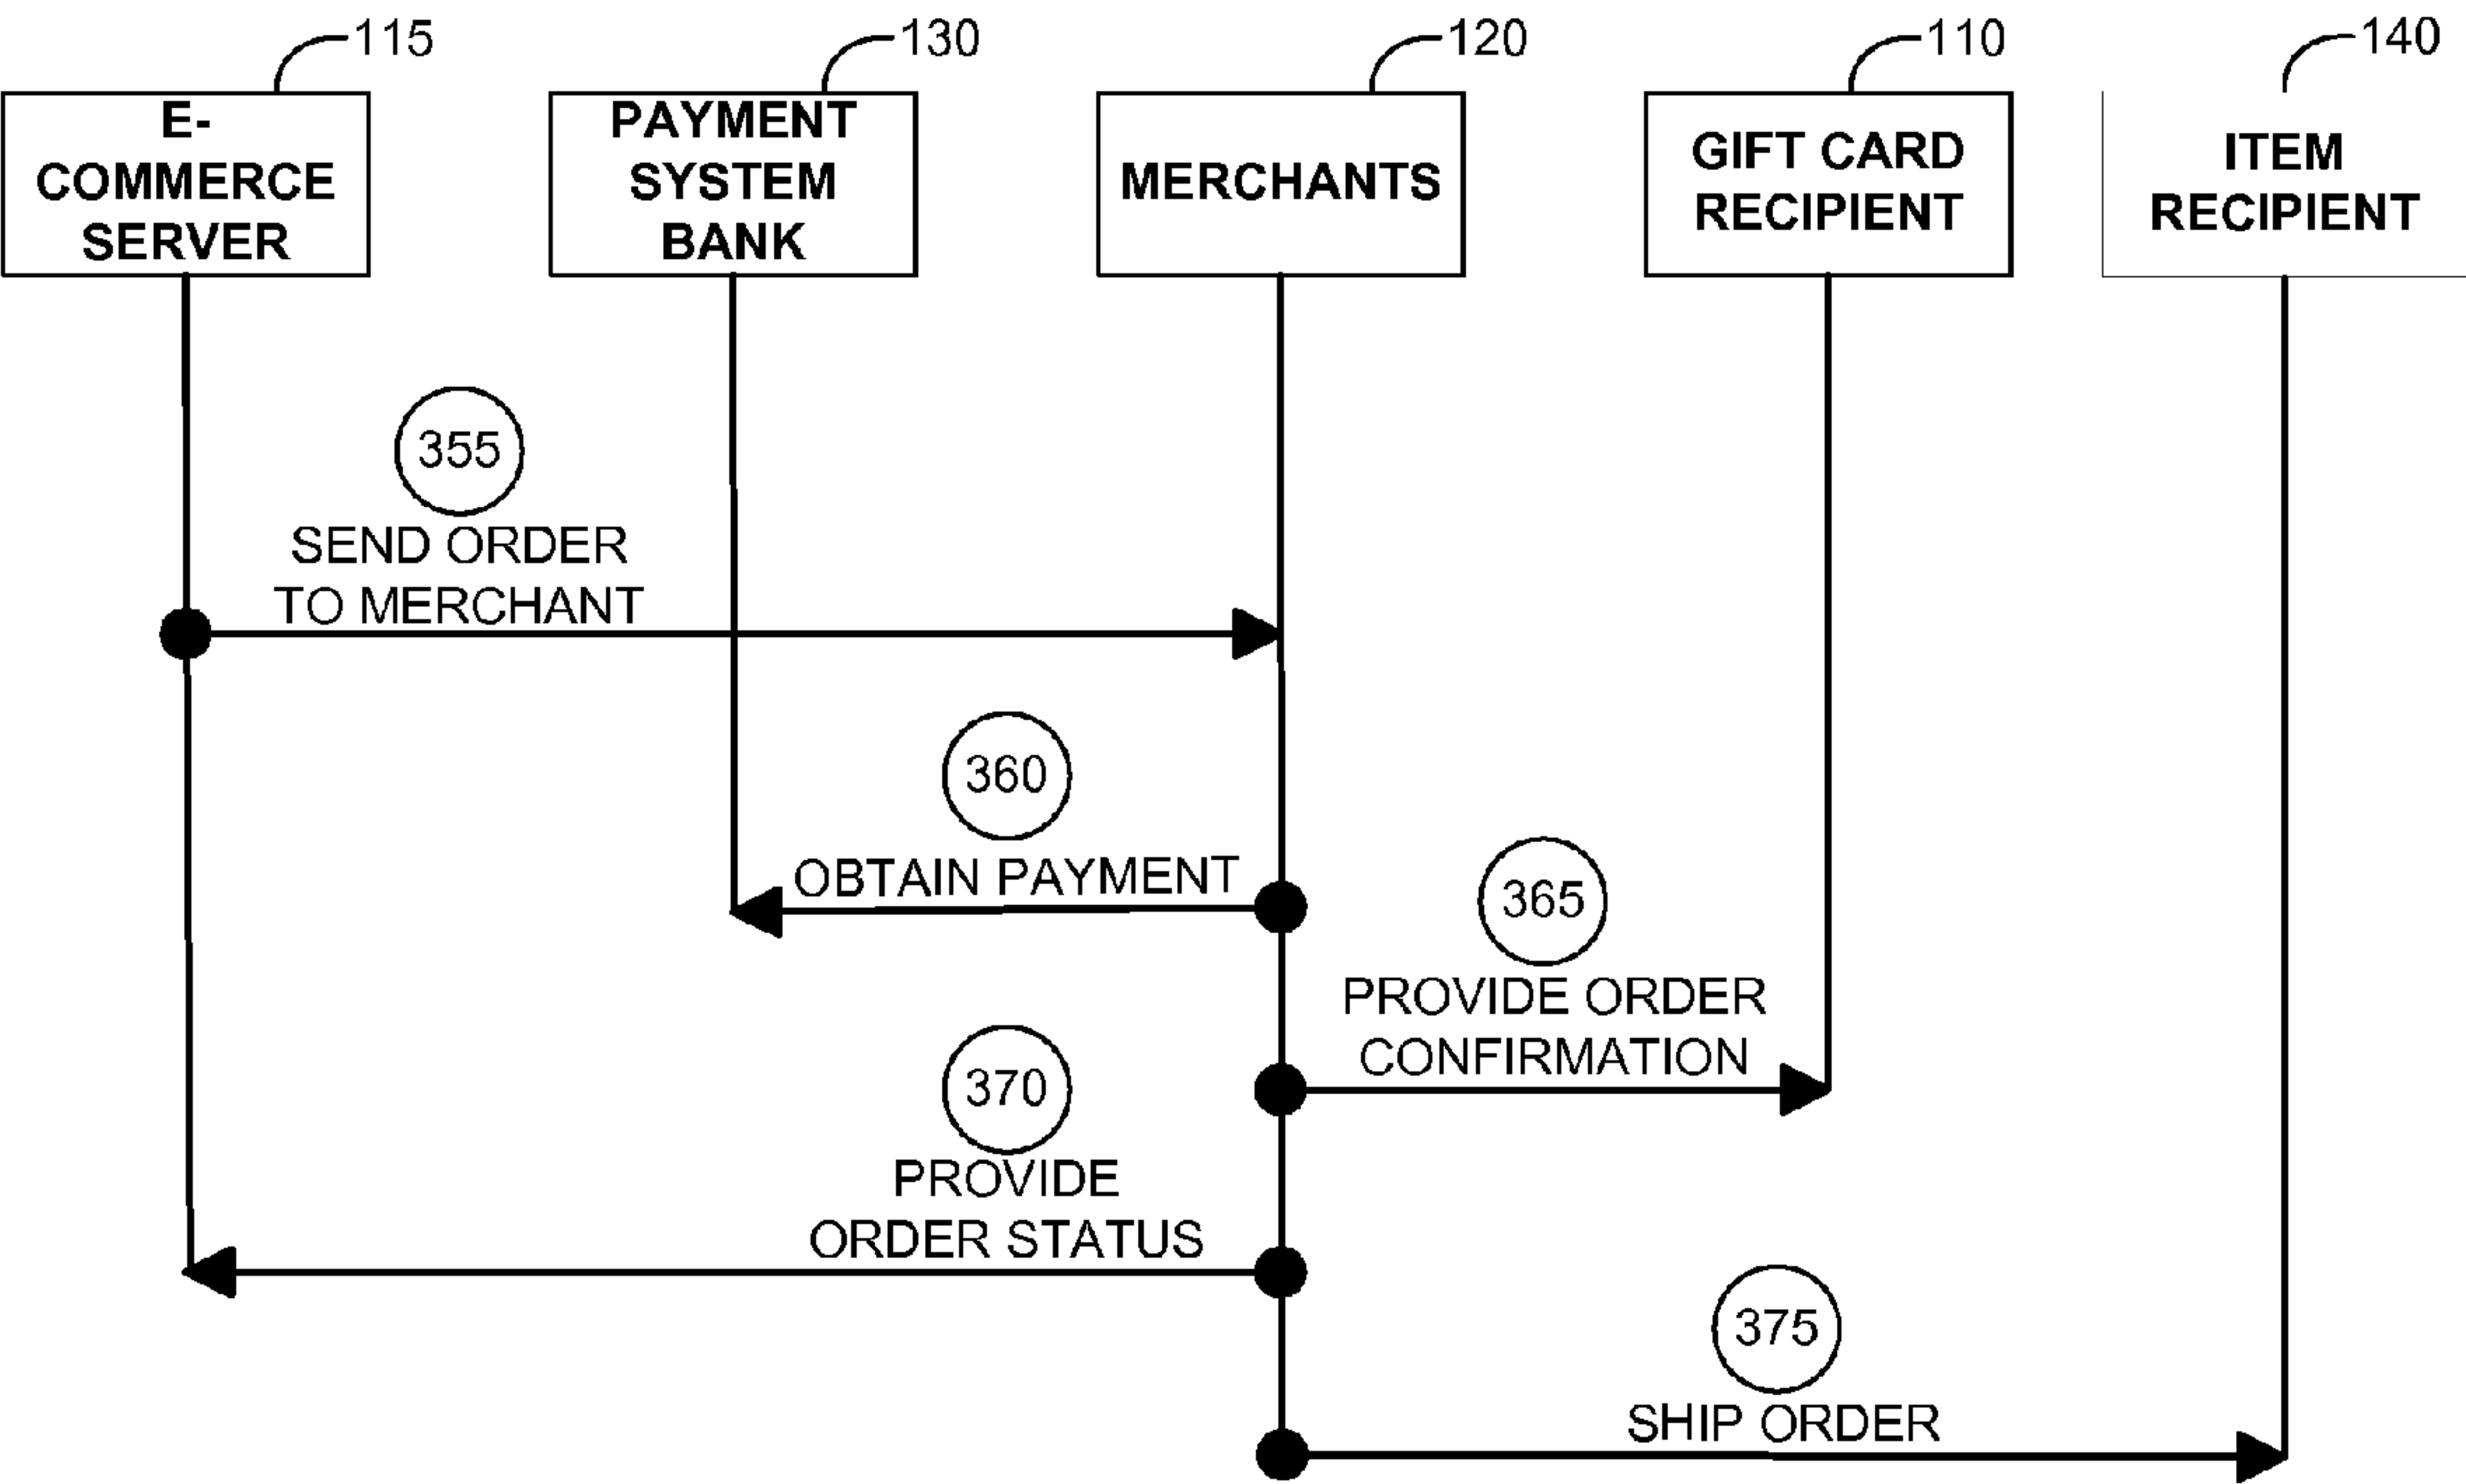 115
130
120
110
140
E-
COMMERCE
SERVER
PAYMENT
SYSTEM
BANK
MERCHANTS
GIFT CARD
RECIPIENT
ITEM
RECIPIENT
355
SEND ORDER
TO MERCHANT
360
OBTAIN PAYMENT
365
PROVIDE ORDER
CONFIRMATION
370
PROVIDE
ORDER STATUS
375
SHIP ORDER